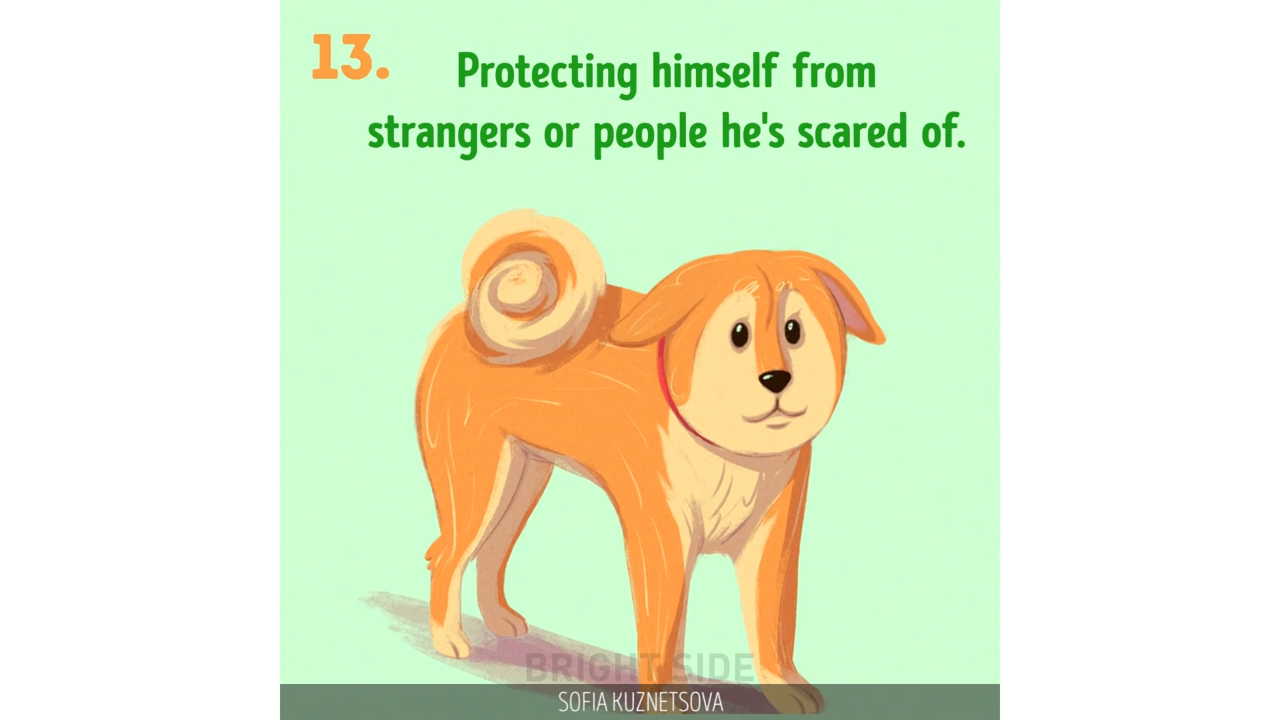 13.
Protecting himself from
strangers or people he's scared of.
BRIGHT SIDE
SOFIA KUZNETSOVA